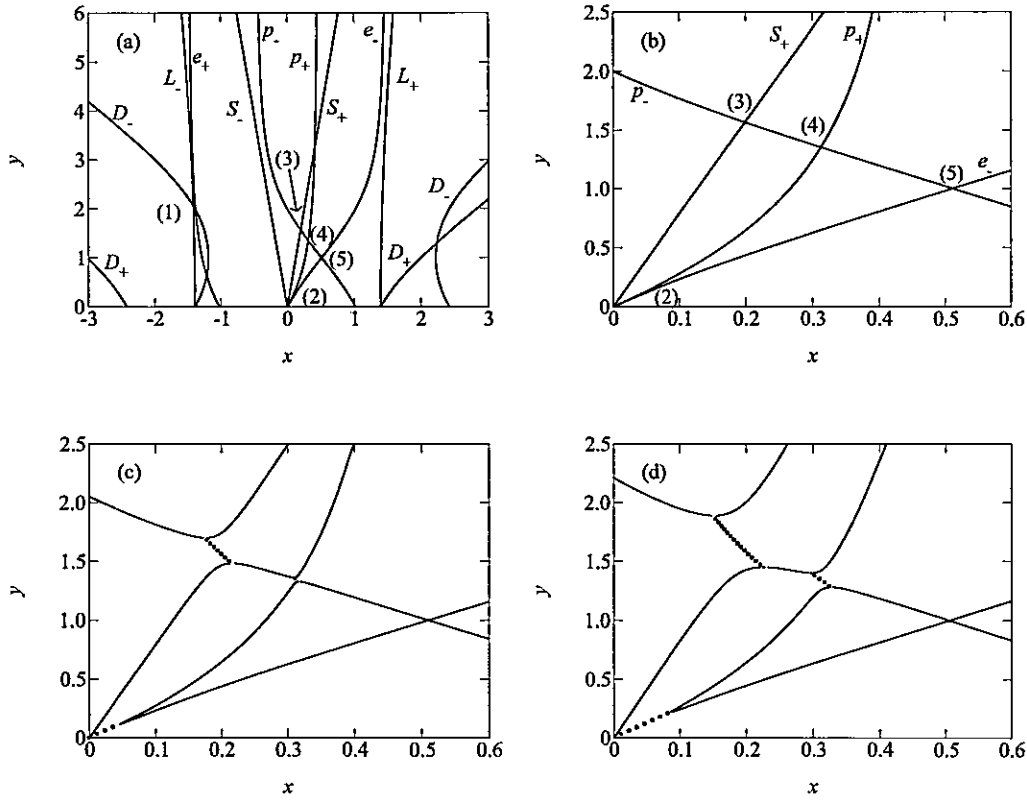 (a)
p₋
e₋
e₊
p₊
L₋
L₊
S₋
S₊
D₋
(3)
D₋
(1)
(4)
(5)
D₊
D₊
(2)
6
5
4
3
2
1
0
y
-3 -2 -1 0 1 2 3
x
(b)
S₊ p₊
p₋
(3)
(4)
(5)
e₋
(2)
2.5
2.0
1.5
1.0
0.5
0
y
0 0.1 0.2 0.3 0.4 0.5 0.6
x
(c)
2.5
2.0
1.5
1.0
0.5
0
y
0 0.1 0.2 0.3 0.4 0.5 0.6
x
(d)
2.5
2.0
1.5
1.0
0.5
0
y
0 0.1 0.2 0.3 0.4 0.5 0.6
x